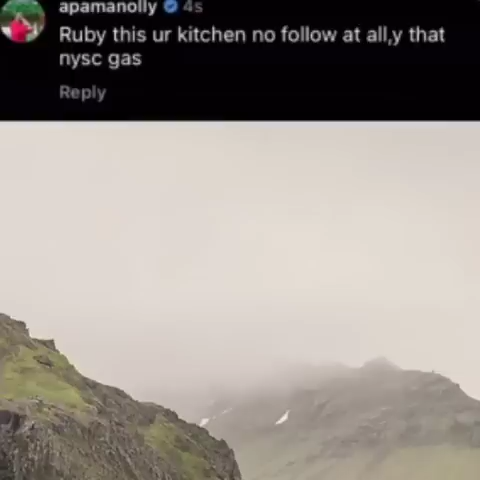 apamanolly 4s
Ruby this ur kitchen no follow at all,y that
nysc gas
Reply